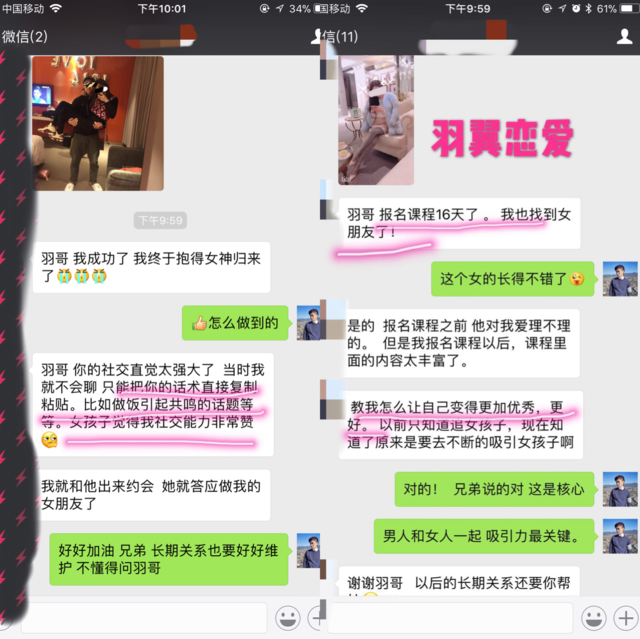 中国移动
下午10:01
34%
微信(2)
LOVE
下午9:59
羽哥 我成功了 我终于抱得女神归来
了😭😭😭
👍怎么做到的
羽哥 你的社交直觉太强大了 当时我
就不会聊 只能把你的话术直接复制
粘贴。比如做饭引起共鸣的话题等
等。女孩子觉得我社交能力非常赞
🧐
我就和他出来约会 她就答应做我的
女朋友了
好好加油 兄弟 长期关系也要好好维
护 不懂得问羽哥
国移动
下午9:59
61%
信(11)
羽翼恋爱
羽哥 报名课程16天了 。 我也找到女
朋友了!
这个女的长得不错了😲
是的 报名课程之前 他对我爱理不理
的。 但是我报名课程以后,课程里
面的内容太丰富了。
教我怎么让自己变得更加优秀,更
好。 以前只知道追女孩子,现在知
道了原来是要去不断的吸引女孩子啊
对的! 兄弟说的对 这是核心
男人和女人一起 吸引力最关键。
谢谢羽哥 以后的长期关系还要你帮